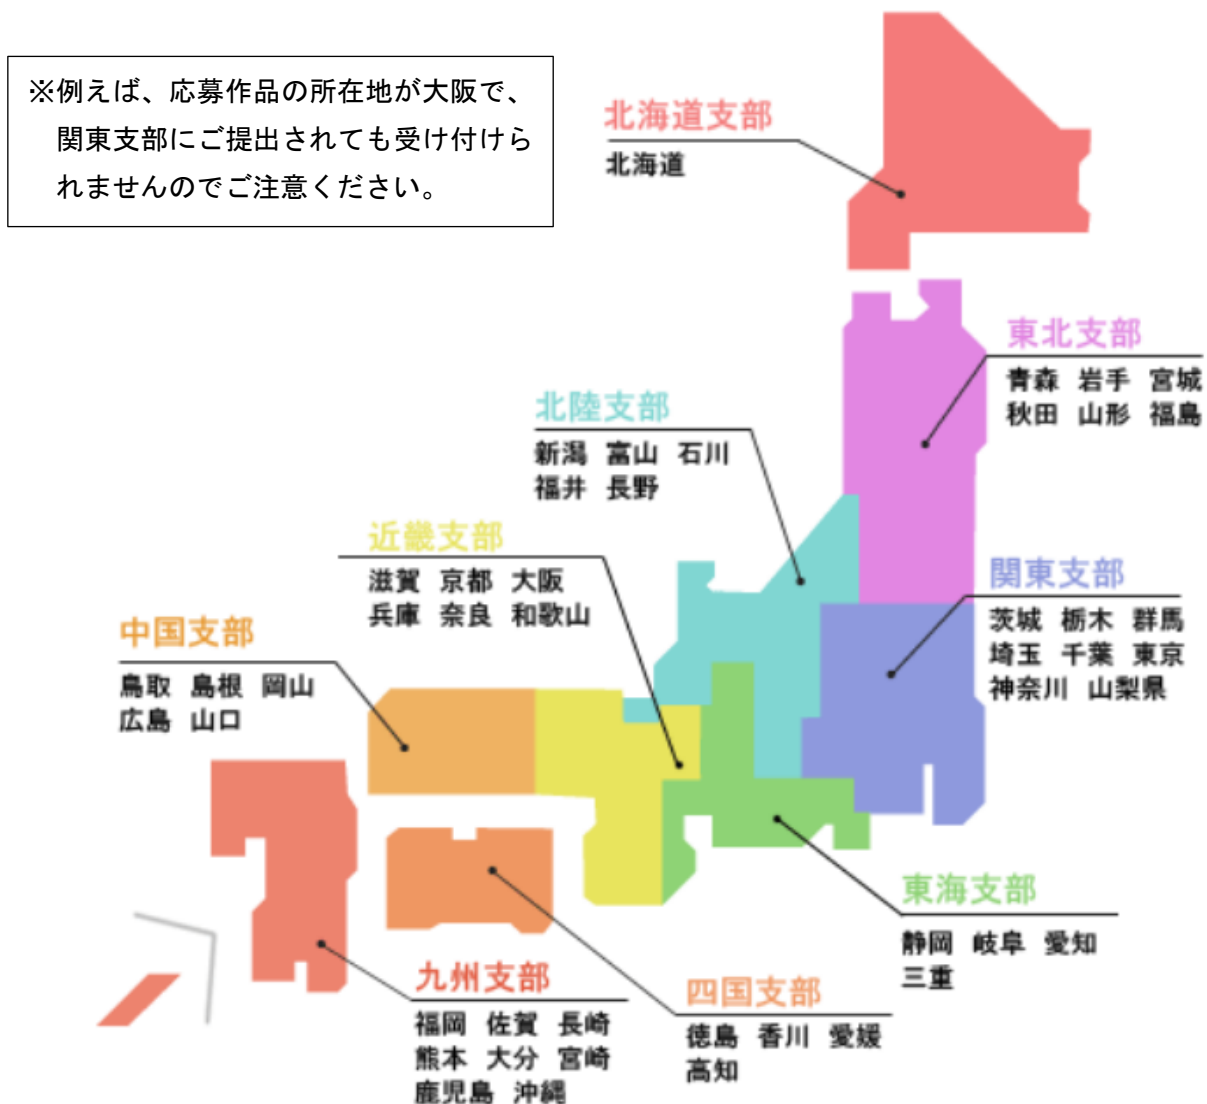 ※例えば、応募作品の所在地が大阪で、
関東支部にご提出されても受け付けら
れませんのでご注意ください。
北海道支部
北海道
東北支部
青森 岩手 宮城
秋田 山形 福島
北陸支部
新潟 富山 石川
福井 長野
近畿支部
滋賀 京都 大阪
兵庫 奈良 和歌山
関東支部
茨城 栃木 群馬
埼玉 千葉 東京
神奈川 山梨県
中国支部
鳥取 島根 岡山
広島 山口
東海支部
静岡 岐阜 愛知
三重
九州支部
福岡 佐賀 長崎
熊本 大分 宮崎
鹿児島 沖縄
四国支部
徳島 香川 愛媛
高知